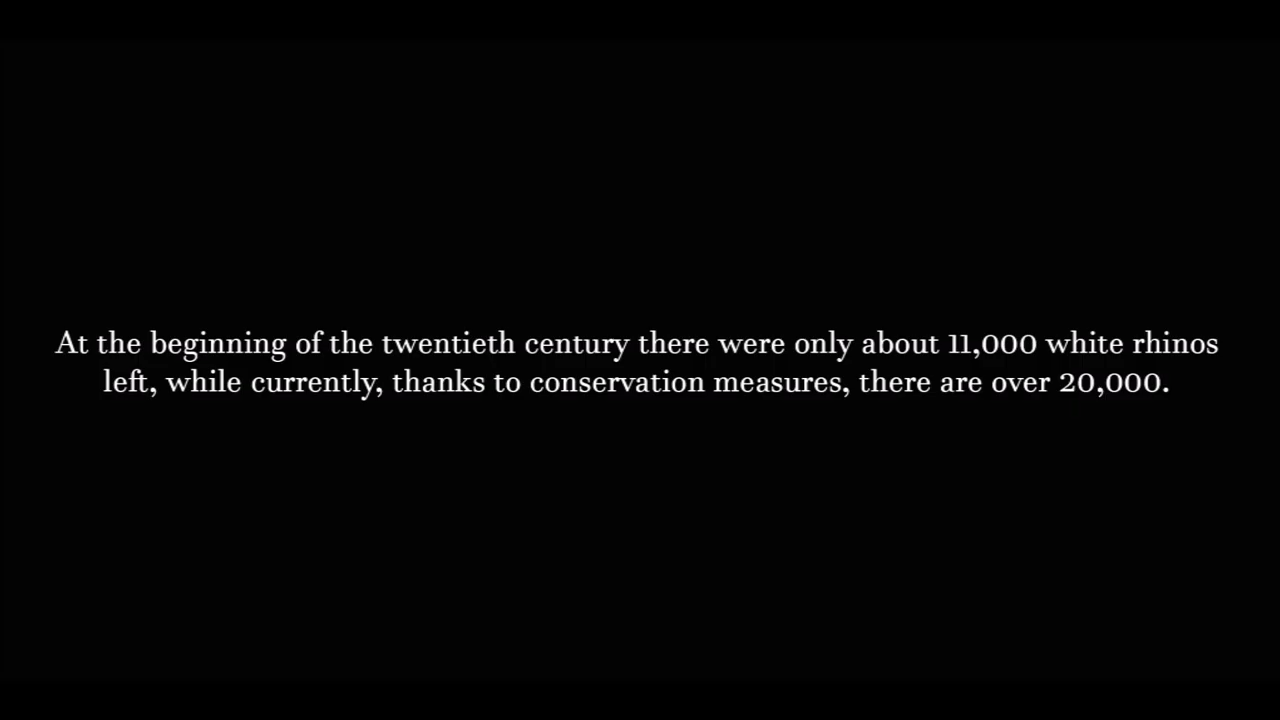 At the beginning of the twentieth century there were only about 11,000 white rhinos
left, while currently, thanks to conservation measures, there are over 20,000.